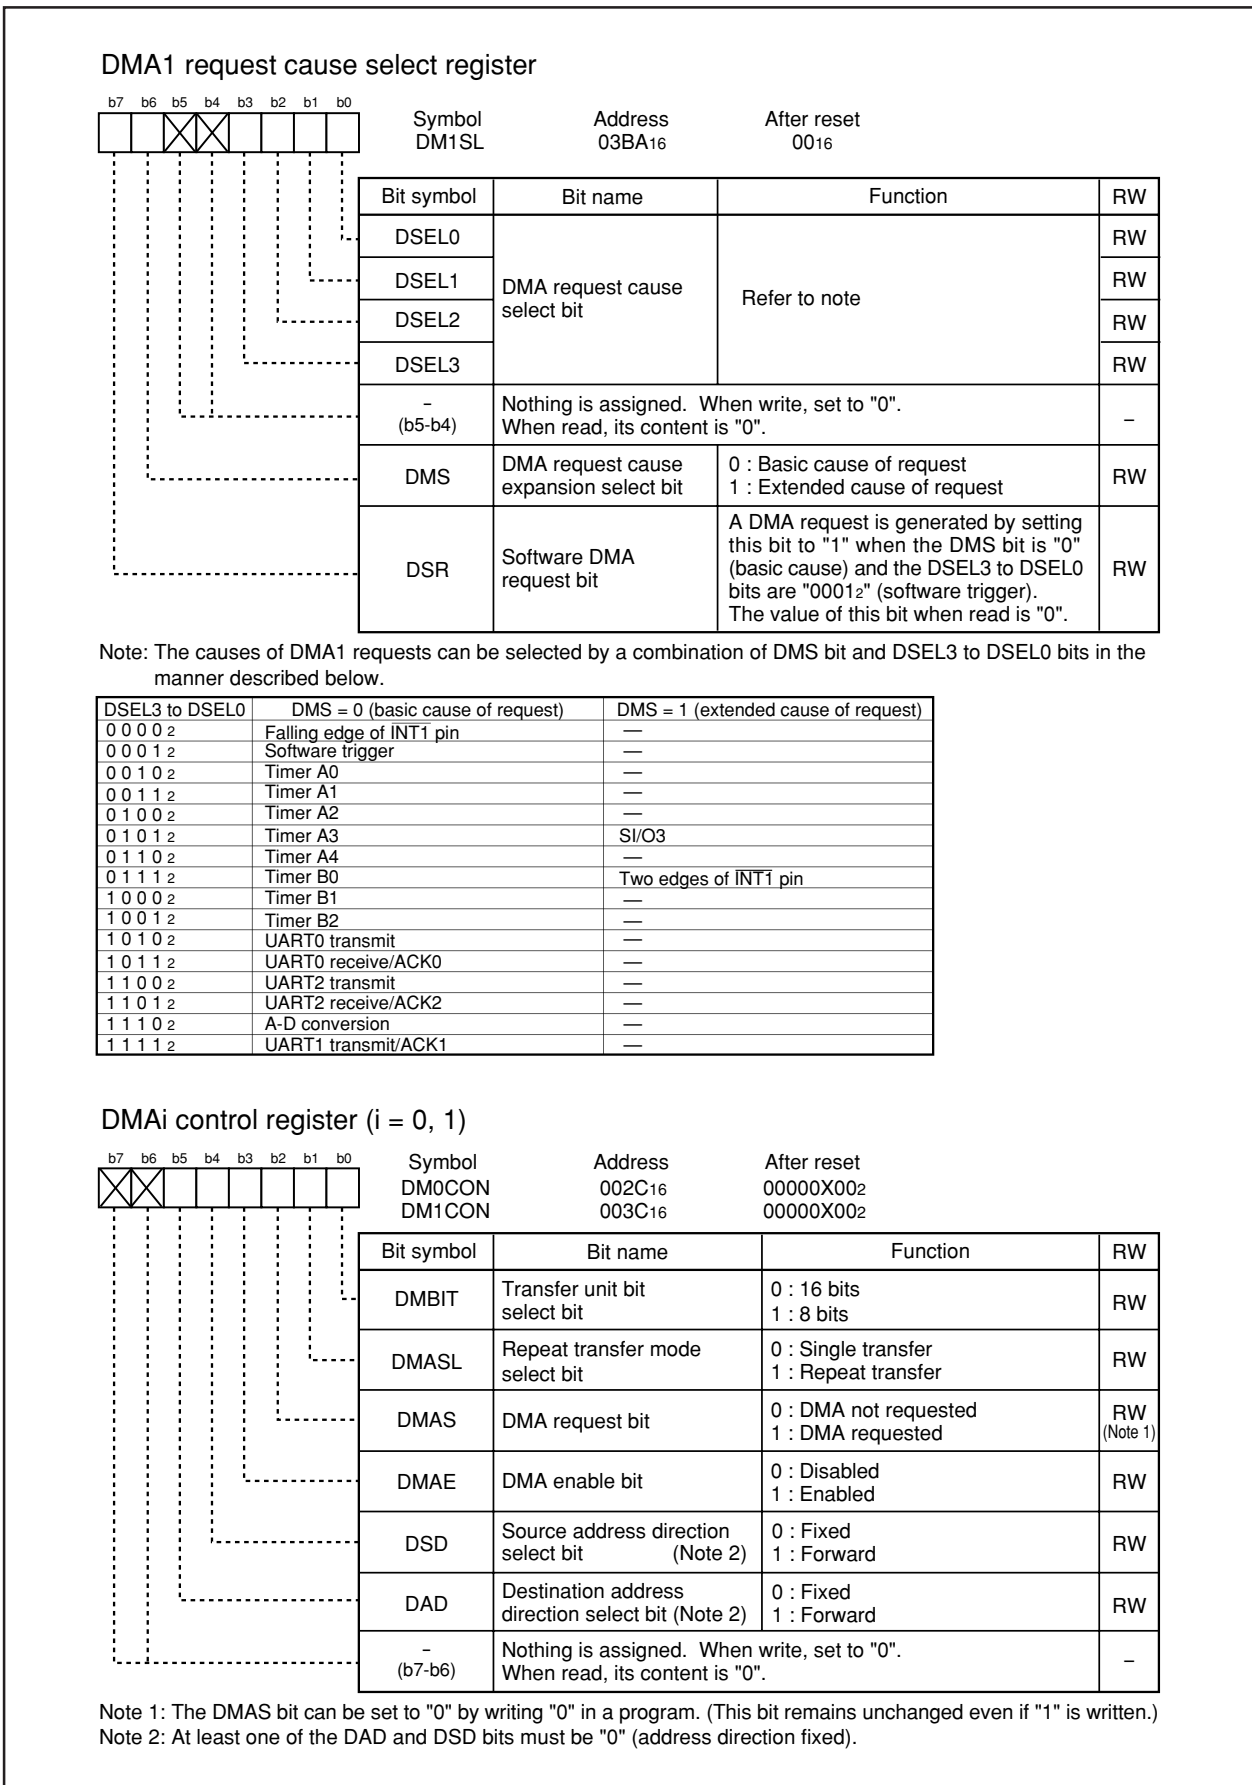 DMA1 request cause select register
b7 b6 b5 b4 b3 b2 b1 b0
Symbol Address After reset
DM1SL 03BA16 0016
Bit symbol Bit name Function RW
DSEL0 DMA request cause select bit Refer to note RW
DSEL1 RW
DSEL2 RW
DSEL3 RW
– (b5-b4) Nothing is assigned. When write, set to "0". –
When read, its content is "0".
DMS DMA request cause expansion select bit 0 : Basic cause of request RW
1 : Extended cause of request
DSR Software DMA request bit A DMA request is generated by setting RW
this bit to "1" when the DMS bit is "0"
(basic cause) and the DSEL3 to DSEL0
bits are "00012" (software trigger).
The value of this bit when read is "0".
Note: The causes of DMA1 requests can be selected by a combination of DMS bit and DSEL3 to DSEL0 bits in the
manner described below.
DSEL3 to DSEL0 DMS = 0 (basic cause of request) DMS = 1 (extended cause of request)
0 0 0 0 2 Falling edge of INT1 pin —
0 0 0 1 2 Software trigger —
0 0 1 0 2 Timer A0 —
0 0 1 1 2 Timer A1 —
0 1 0 0 2 Timer A2 —
0 1 0 1 2 Timer A3 SI/O3
0 1 1 0 2 Timer A4 —
0 1 1 1 2 Timer B0 Two edges of INT1 pin
1 0 0 0 2 Timer B1 —
1 0 0 1 2 Timer B2 —
1 0 1 0 2 UART0 transmit —
1 0 1 1 2 UART0 receive/ACK0 —
1 1 0 0 2 UART2 transmit —
1 1 0 1 2 UART2 receive/ACK2 —
1 1 1 0 2 A-D conversion —
1 1 1 1 2 UART1 transmit/ACK1 —
DMAi control register (i = 0, 1)
b7 b6 b5 b4 b3 b2 b1 b0
Symbol Address After reset
DM0CON 002C16 00000X002
DM1CON 003C16 00000X002
Bit symbol Bit name Function RW
DMBIT Transfer unit bit select bit 0 : 16 bits RW
1 : 8 bits
DMASL Repeat transfer mode select bit 0 : Single transfer RW
1 : Repeat transfer
DMAS DMA request bit 0 : DMA not requested RW (Note 1)
1 : DMA requested
DMAE DMA enable bit 0 : Disabled RW
1 : Enabled
DSD Source address direction select bit (Note 2) 0 : Fixed RW
1 : Forward
DAD Destination address direction select bit (Note 2) 0 : Fixed RW
1 : Forward
– (b7-b6) Nothing is assigned. When write, set to "0". –
When read, its content is "0".
Note 1: The DMAS bit can be set to "0" by writing "0" in a program. (This bit remains unchanged even if "1" is written.)
Note 2: At least one of the DAD and DSD bits must be "0" (address direction fixed).